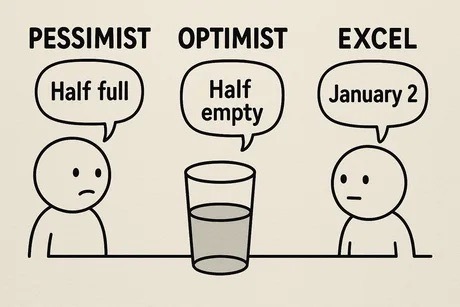 PESSIMIST OPTIMIST EXCEL
Half full
Half
empty
January 2